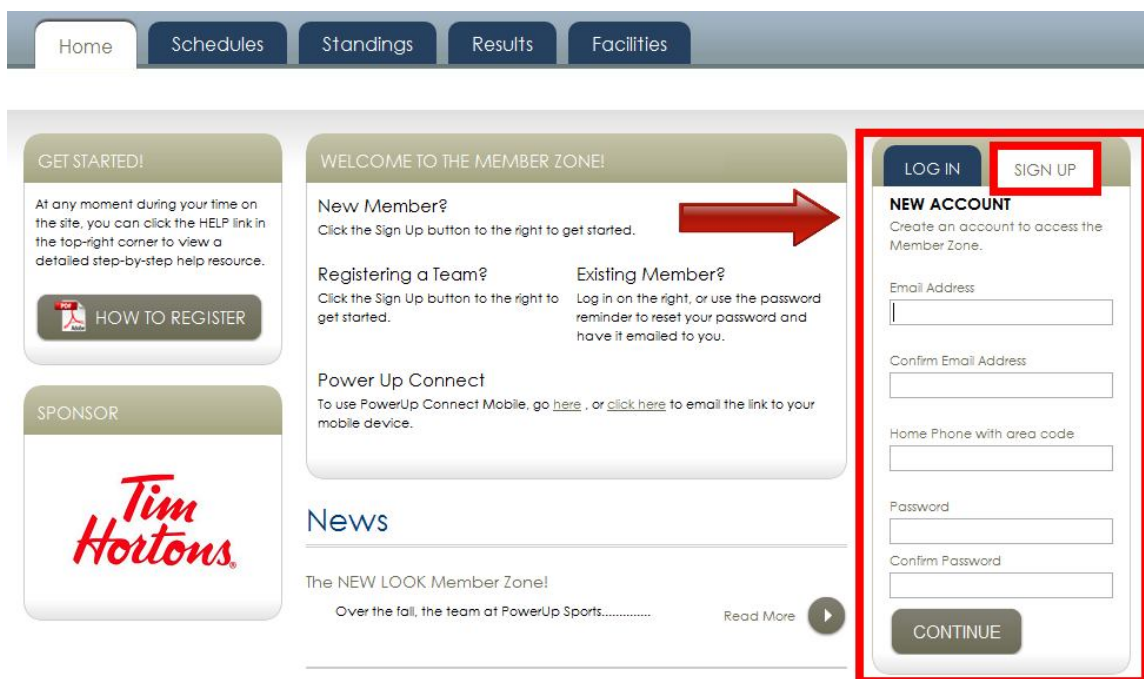 Home
Schedules
Standings
Results
Facilities
GET STARTED!
At any moment during your time on
the site, you can click the HELP link in
the top-right corner to view a
detailed step-by-step help resource.
PDF
Adobe
HOW TO REGISTER
SPONSOR
Tim
Hortons®
WELCOME TO THE MEMBER ZONE!
New Member?
Click the Sign Up button to the right to get started.
Registering a Team?
Click the Sign Up button to the right to
get started.
Existing Member?
Log in on the right, or use the password
reminder to reset your password and
have it emailed to you.
Power Up Connect
To use PowerUp Connect Mobile, go here , or click here to email the link to your
mobile device.
News
The NEW LOOK Member Zone!
Over the fall, the team at PowerUp Sports..............
Read More
LOG IN
SIGN UP
NEW ACCOUNT
Create an account to access the
Member Zone.
Email Address
Confirm Email Address
Home Phone with area code
Password
Confirm Password
CONTINUE